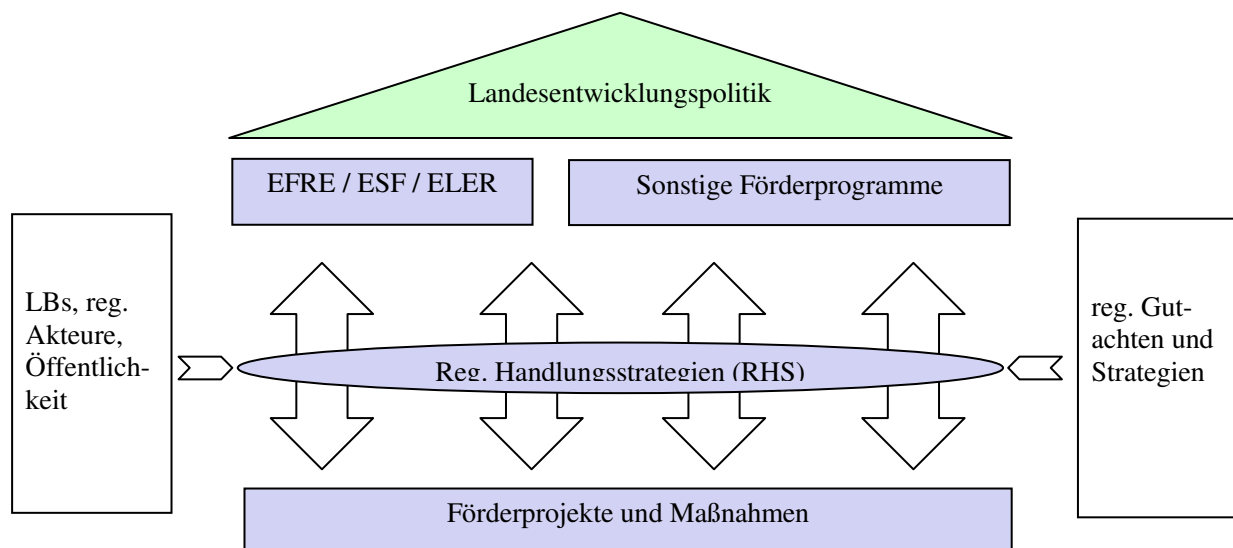 Landesentwicklungspolitik
EFRE / ESF / ELER
Sonstige Förderprogramme
LBs, reg.
Akteure,
Öffentlich-
keit
Reg. Handlungsstrategien (RHS)
reg. Gut-
achten und
Strategien
Förderprojekte und Maßnahmen